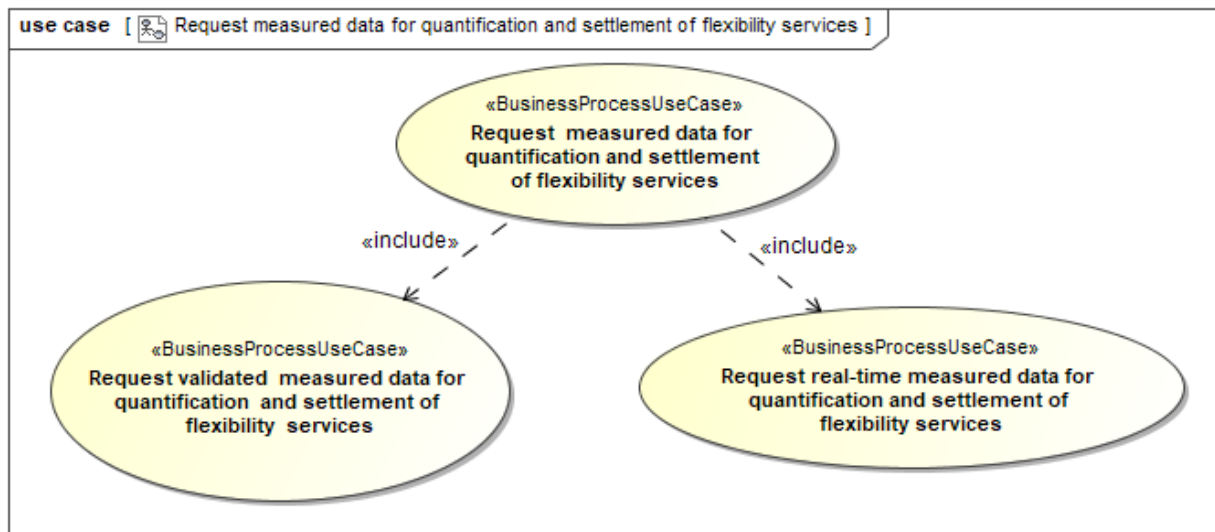 use case [ Request measured data for quantification and settlement of flexibility services ]
«BusinessProcessUseCase»
Request measured data for
quantification and settlement
of flexibility services
«include»
«include»
«BusinessProcessUseCase»
Request validated measured data for
quantification and settlement of
flexibility services
«BusinessProcessUseCase»
Request real-time measured data for
quantification and settlement of
flexibility services